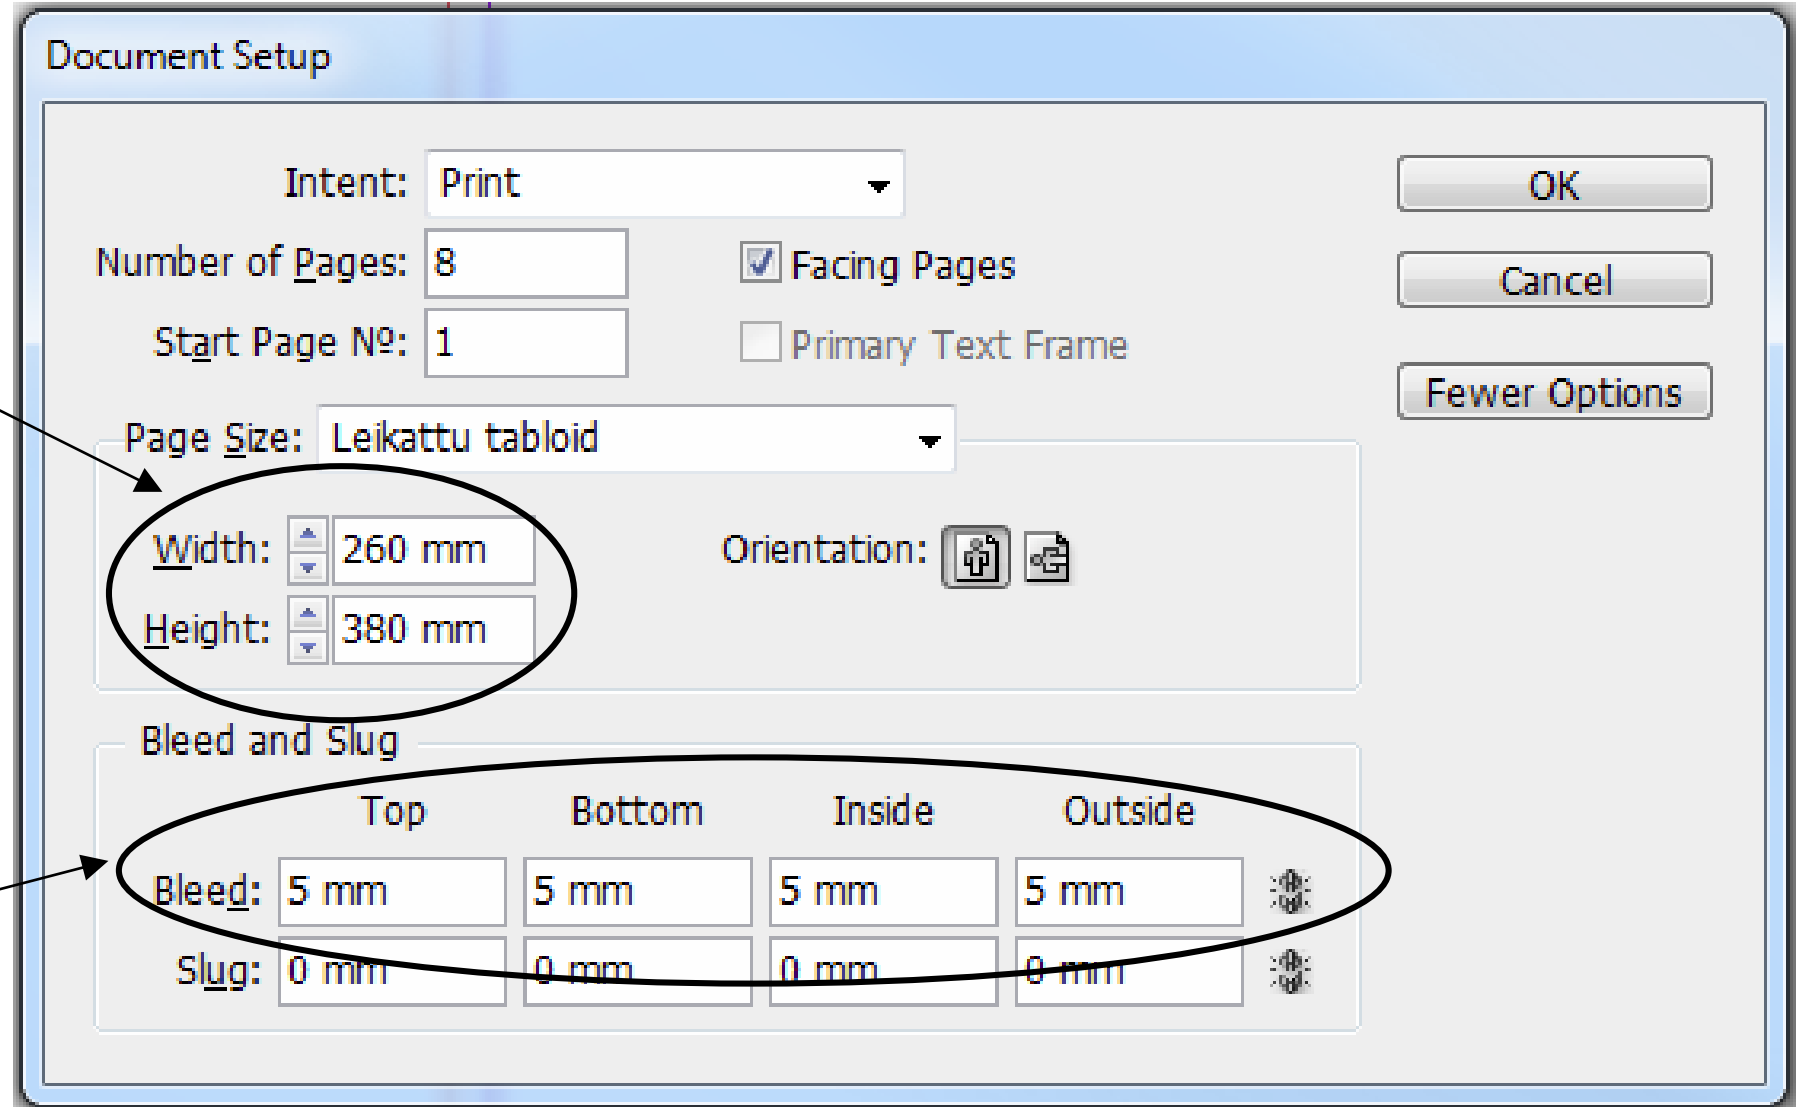 Document Setup
Intent: Print
OK
Number of Pages: 8
Facing Pages
Cancel
Start Page Nº: 1
Primary Text Frame
Fewer Options
Page Size: Leikattu tabloid
Width: 260 mm
Orientation:
Height: 380 mm
Bleed and Slug
Top Bottom Inside Outside
Bleed: 5 mm 5 mm 5 mm 5 mm
Slug: 0 mm 0 mm 0 mm 0 mm